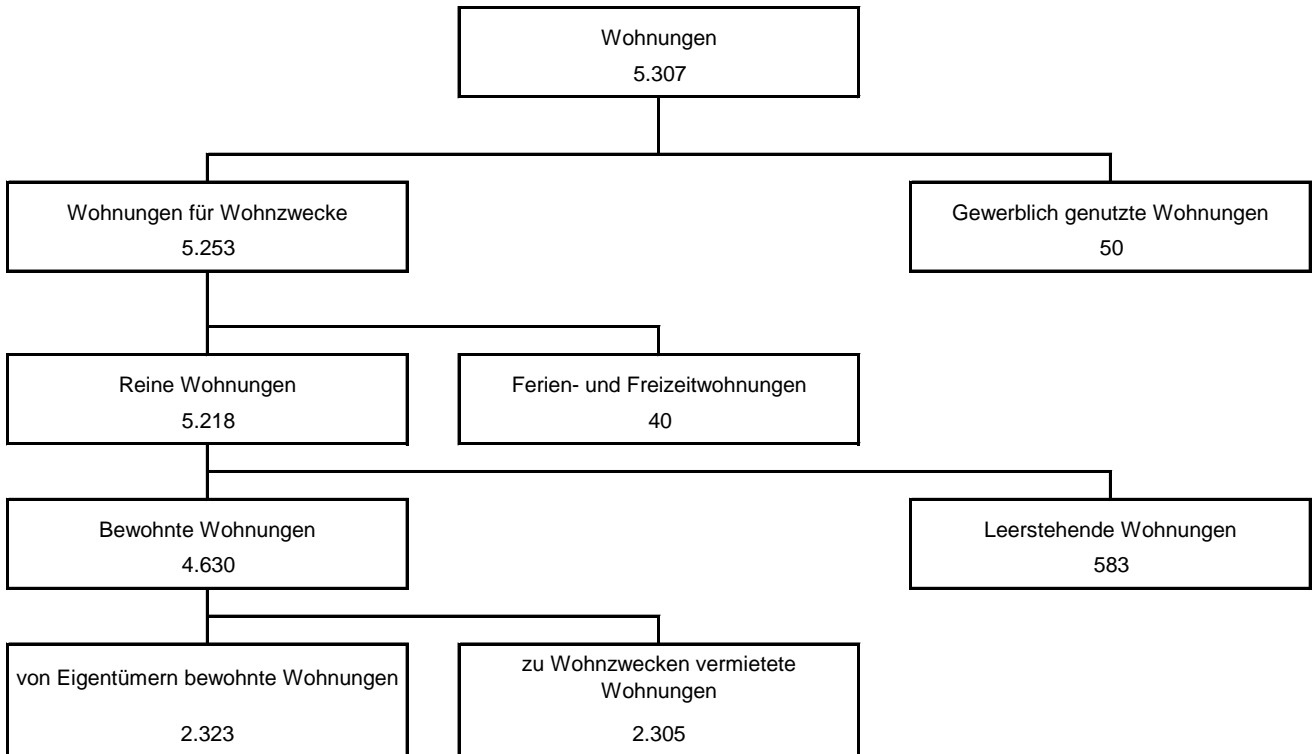 Wohnungen
5.307
Wohnungen für Wohnzwecke
5.253
Gewerblich genutzte Wohnungen
50
Reine Wohnungen
5.218
Ferien- und Freizeitwohnungen
40
Bewohnte Wohnungen
4.630
Leerstehende Wohnungen
583
von Eigentümern bewohnte Wohnungen
2.323
zu Wohnzwecken vermietete
Wohnungen
2.305